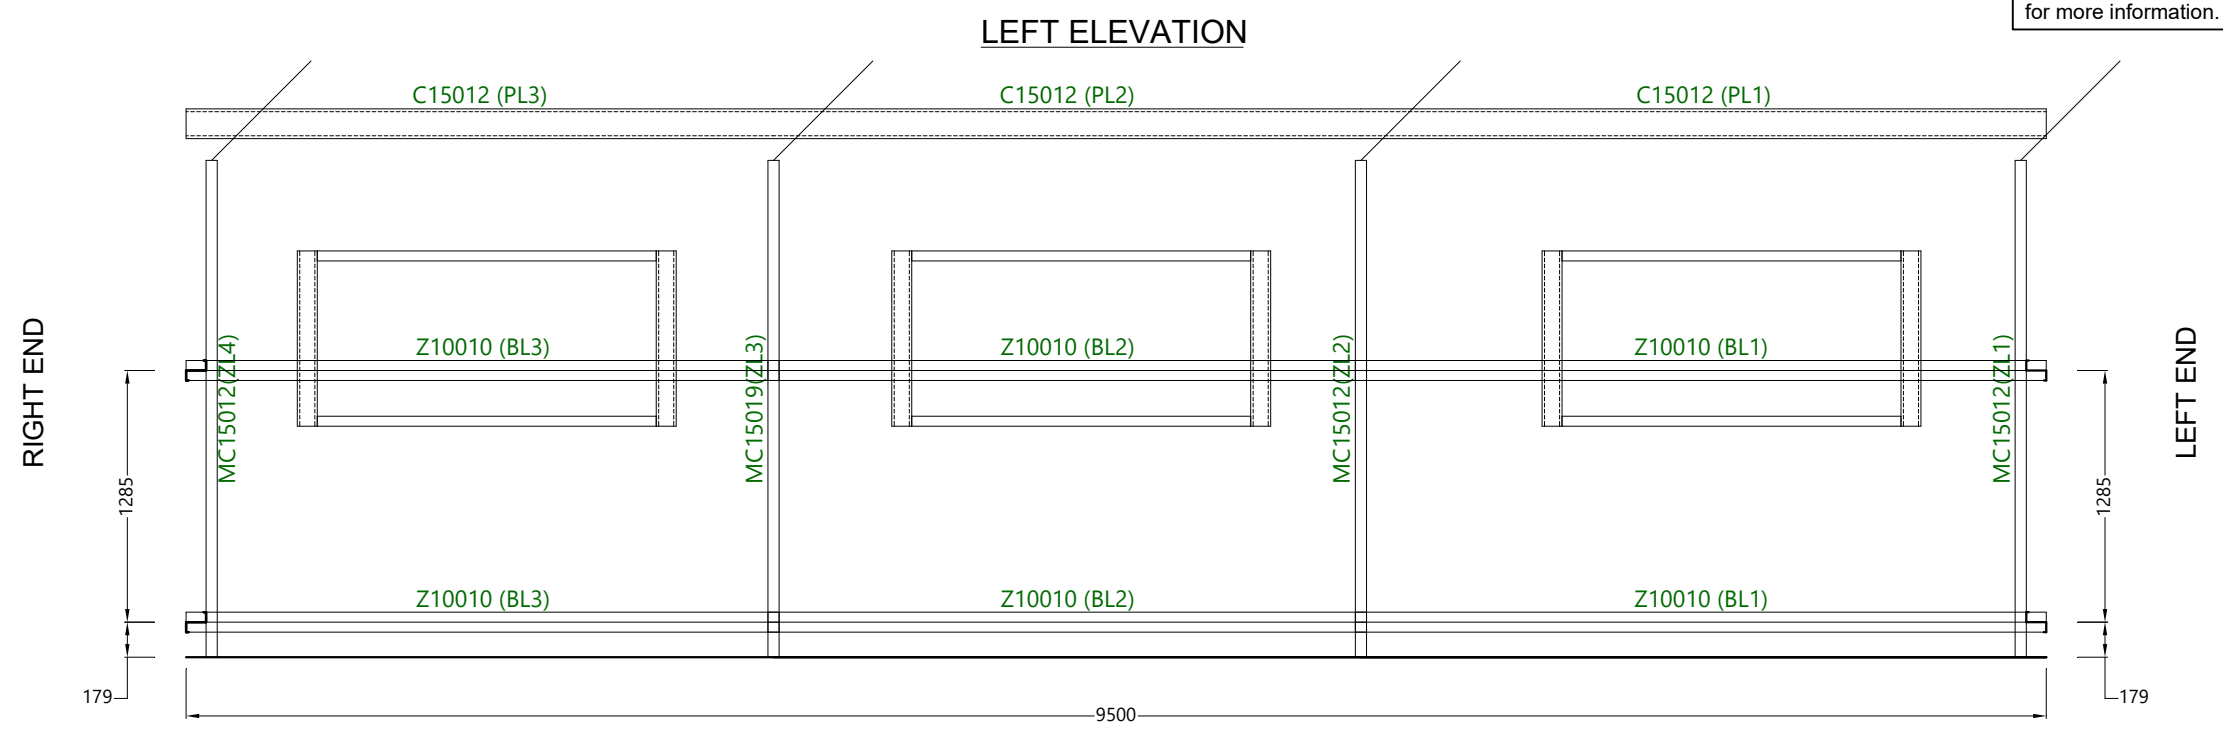 for more information.
LEFT ELEVATION
C15012 (PL3)
C15012 (PL2)
C15012 (PL1)
RIGHT END
LEFT END
MC15012(ZL4)
MC15019(ZL3)
MC15012(ZL2)
MC15012(ZL1)
Z10010 (BL3)
Z10010 (BL2)
Z10010 (BL1)
1285
1285
Z10010 (BL3)
Z10010 (BL2)
Z10010 (BL1)
179
179
9500